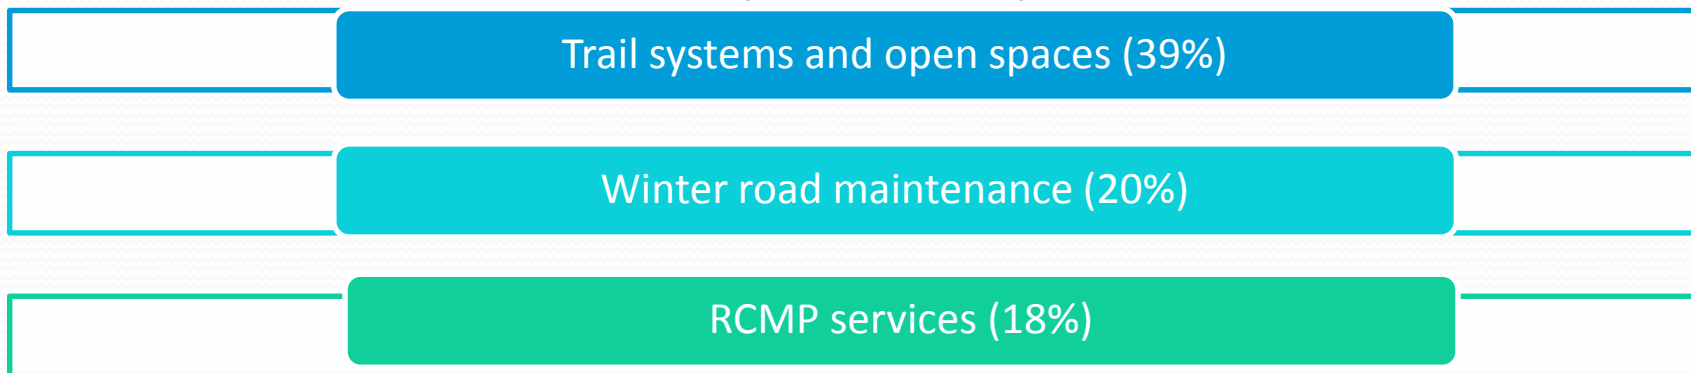 Trail systems and open spaces (39%)
Winter road maintenance (20%)
RCMP services (18%)